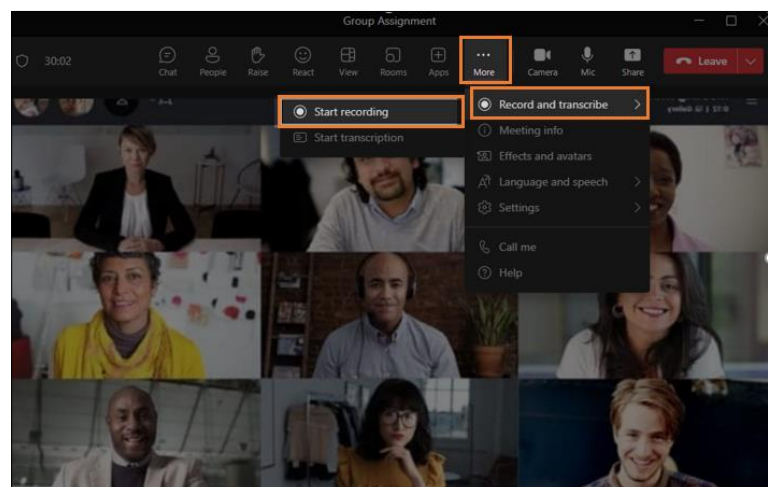 Group Assignment
30:02
Chat People Raise React View Rooms Apps More Camera Mic Share Leave
Start recording
Start transcription
Record and transcribe
Meeting info
Effects and avatars
Language and speech
Settings
Call me
Help